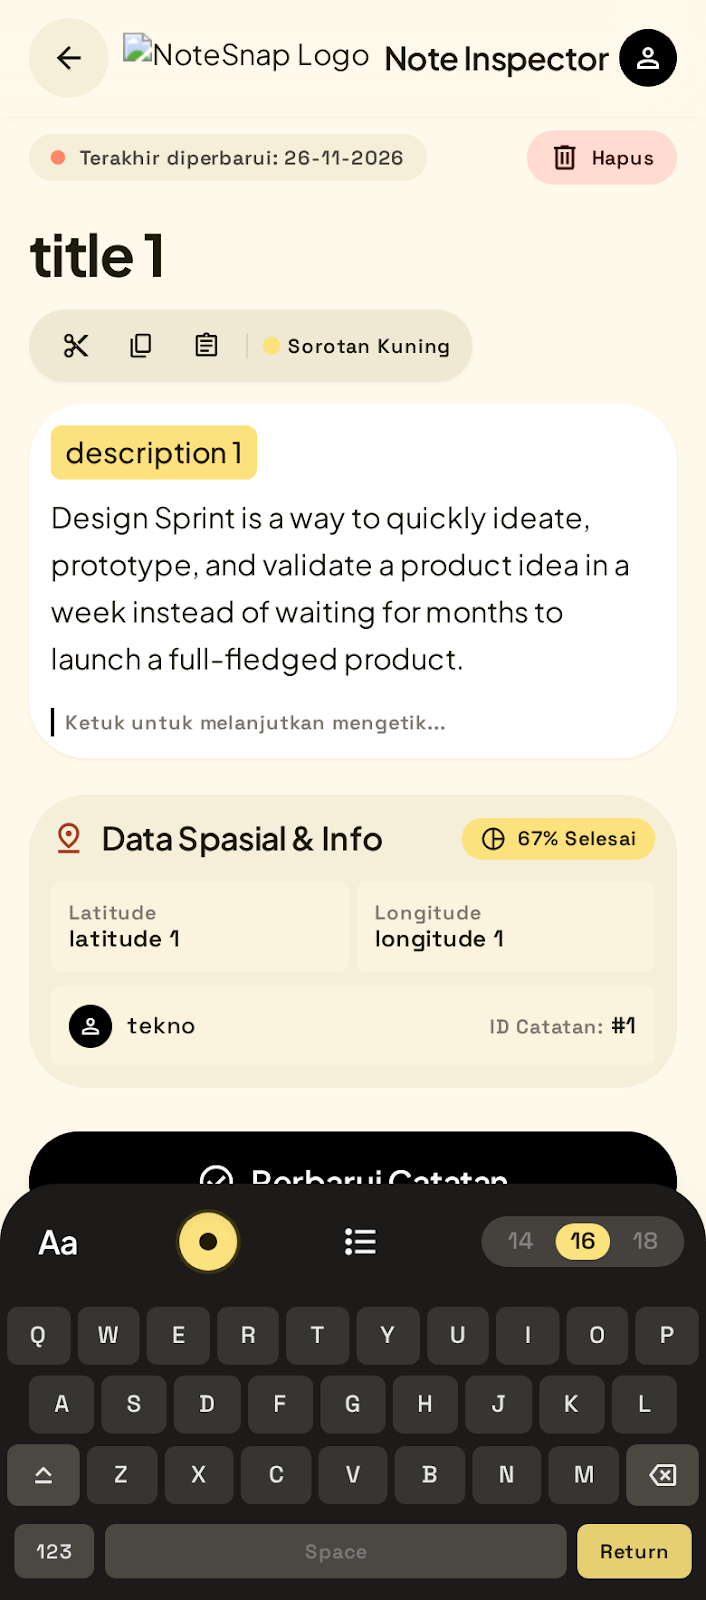 NoteSnap Logo Note Inspector
Terakhir diperbarui: 26-11-2026 Hapus
title 1
Sorotan Kuning
description 1
Design Sprint is a way to quickly ideate,
prototype, and validate a product idea in a
week instead of waiting for months to
launch a full-fledged product.
Ketuk untuk melanjutkan mengetik...
Data Spasial & Info 67% Selesai
Latitude Longitude
latitude 1 longitude 1
tekno ID Catatan: #1
Perbarui Catatan
Aa 14 16 18
Q W E R T Y U I O P
A S D F G H J K L
Z X C V B N M
123 Space Return